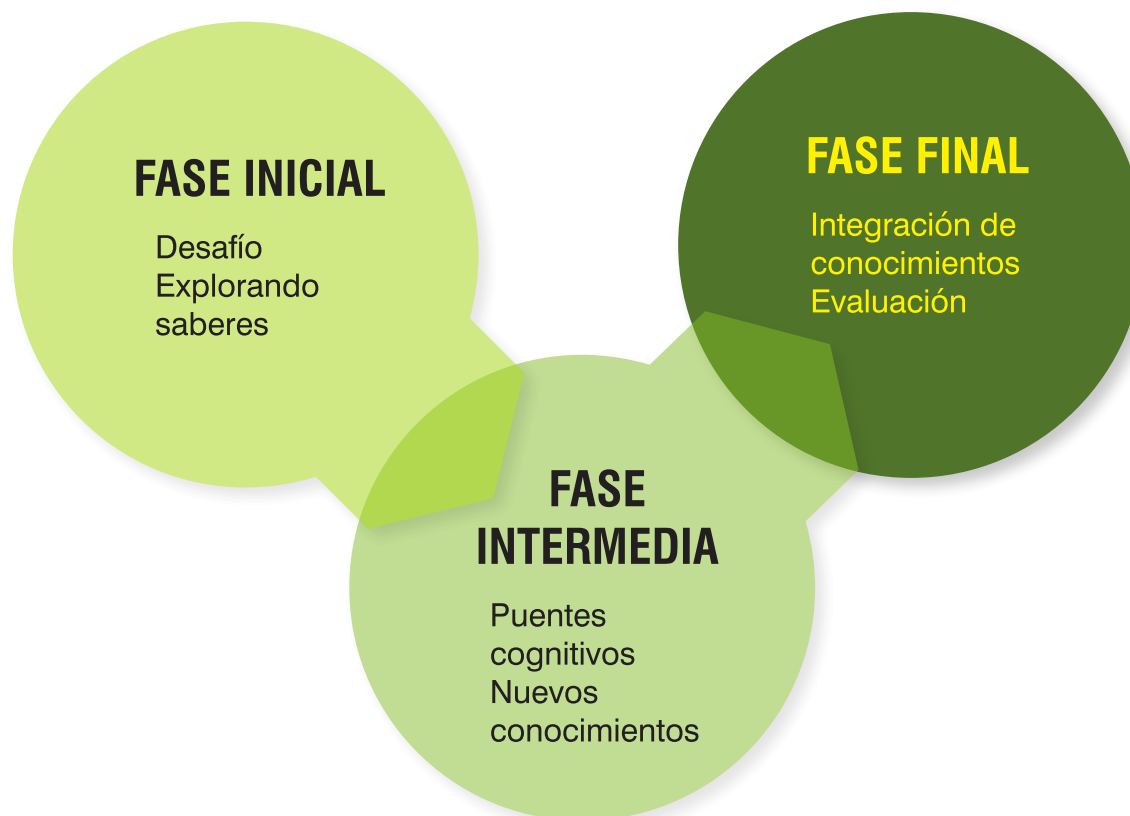 FASE INICIAL
Desafío
Explorando
saberes
FASE
INTERMEDIA
Puentes
cognitivos
Nuevos
conocimientos
FASE FINAL
Integración de
conocimientos
Evaluación